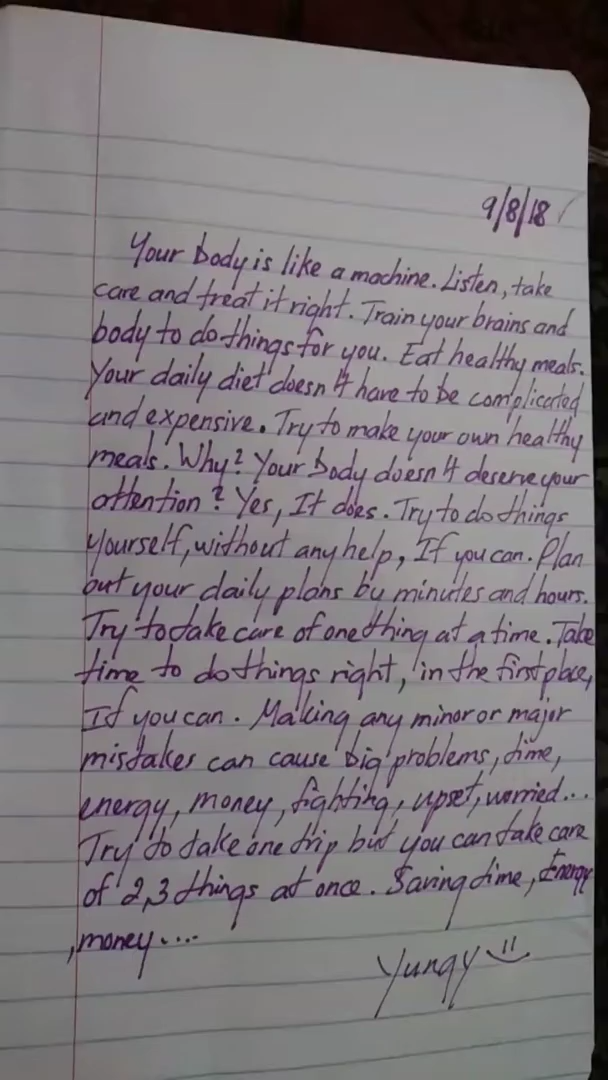 9/8/18
Your body is like a machine. Listen, take
care and treat it right. Train your brains and
body to do things for you. Eat healthy meals.
Your daily diet doesn't have to be complicated
and expensive. Try to make your own healthy
meals. Why? Your body doesn't deserve your
attention? Yes, It does. Try to do things
yourself, without any help, If you can. Plan
out your daily plans by minutes and hours.
Try to take care of one thing at a time. Take
time to do things right, in the first place,
If you can. Making any minor or major
mistakes can cause big problems, time,
energy, money, fighting, upset, worried...
Try to take one trip but you can take care
of 2,3 things at once. Saving time, Energy
, money....
Yungy